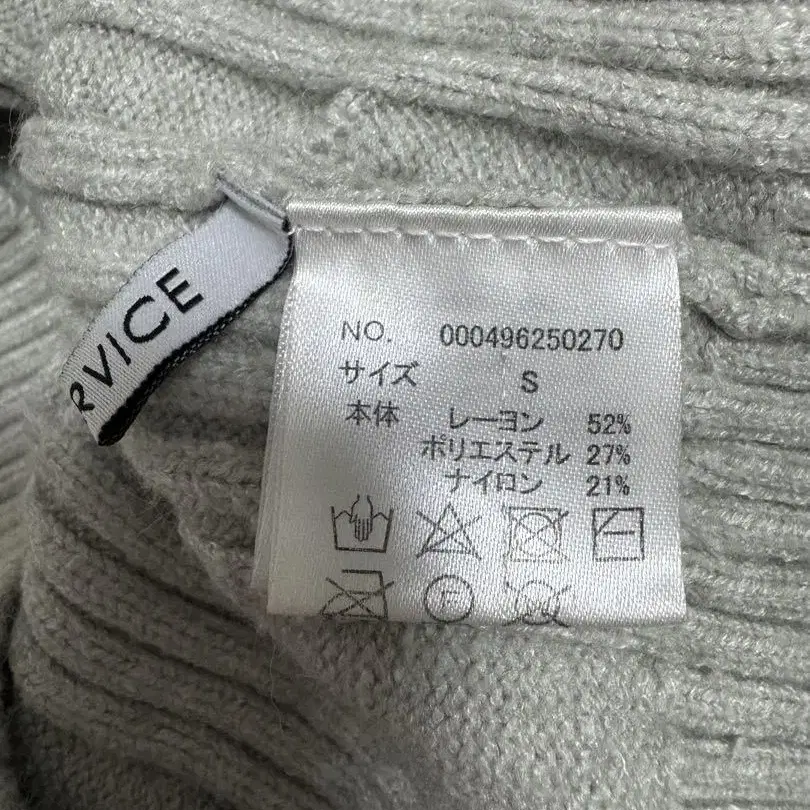 RVICE
NO. 000496250270
サイズ S
本体 レーヨン 52%
ポリエステル 27%
ナイロン 21%
F